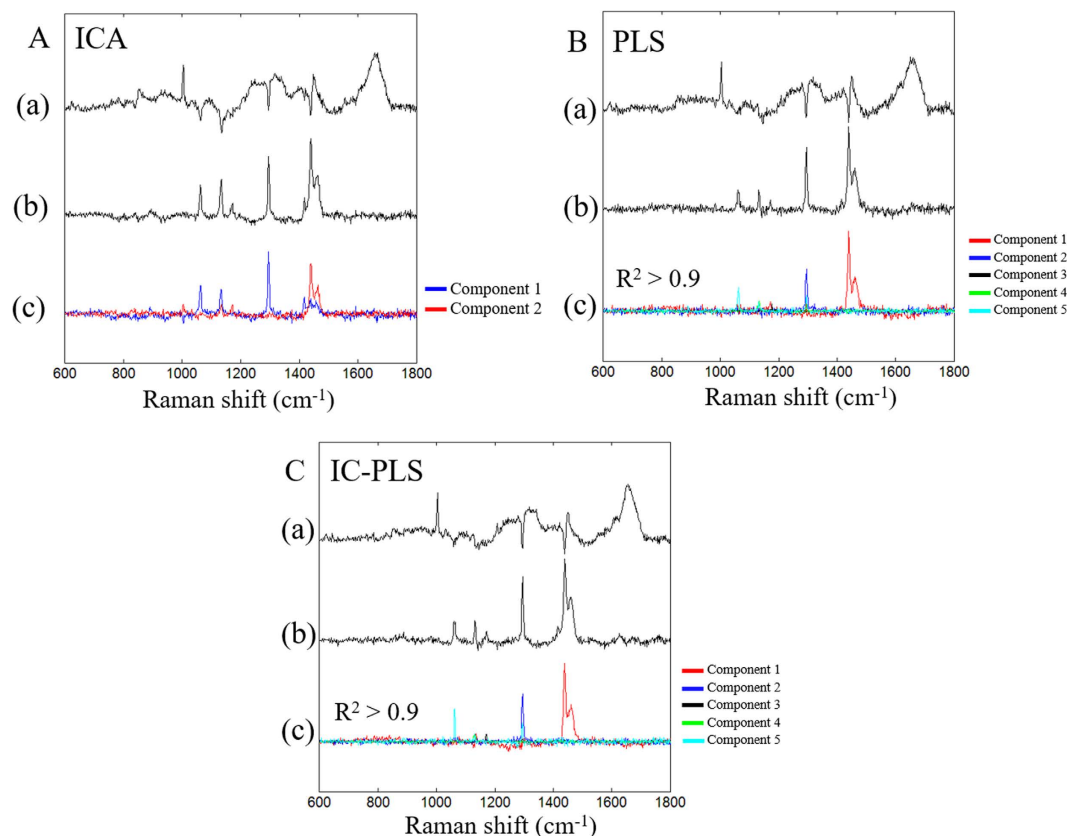 A ICA
(a)
(b)
(c)
Component 1
Component 2
600 800 1000 1200 1400 1600 1800
Raman shift (cm-1)
B PLS
(a)
(b)
R2 > 0.9
(c)
Component 1
Component 2
Component 3
Component 4
Component 5
600 800 1000 1200 1400 1600 1800
Raman shift (cm-1)
C IC-PLS
(a)
(b)
R2 > 0.9
(c)
Component 1
Component 2
Component 3
Component 4
Component 5
600 800 1000 1200 1400 1600 1800
Raman shift (cm-1)